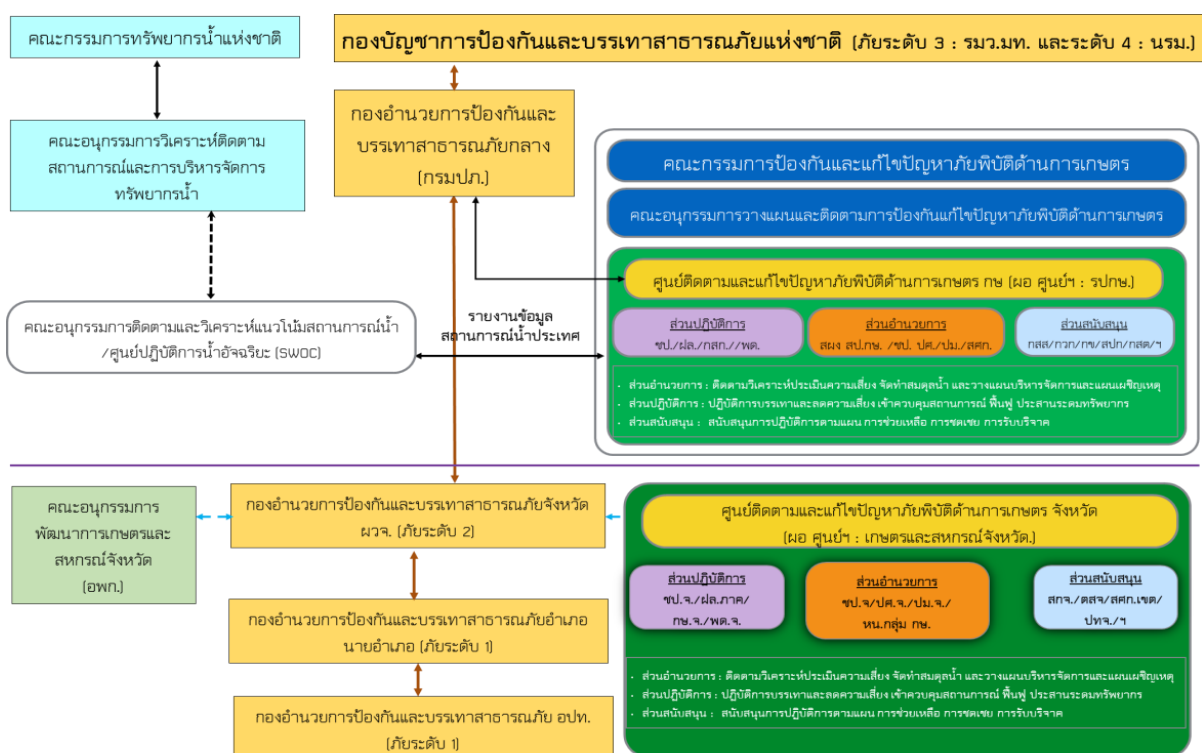 คณะกรรมการทรัพยากรน้ำแห่งชาติ
กองบัญชาการป้องกันและบรรเทาสาธารณภัยแห่งชาติ (ภัยระดับ 3 : รมว.มท. และระดับ 4 : นรม.)
คณะอนุกรรมการวิเคราะห์ติดตาม
สถานการณ์และการบริหารจัดการ
ทรัพยากรน้ำ
กองอำนวยการป้องกันและ
บรรเทาสาธารณภัยกลาง
(กรมปภ.)
คณะกรรมการป้องกันและแก้ไขปัญหาภัยพิบัติด้านการเกษตร
คณะอนุกรรมการวางแผนและติดตามการป้องกันแก้ไขปัญหาภัยพิบัติด้านการเกษตร
ศูนย์ติดตามและแก้ไขปัญหาภัยพิบัติด้านการเกษตร กษ (ผอ ศูนย์ฯ : รปกษ.)
ส่วนปฏิบัติการ
ชป./ฝล./กสก.//พด.
ส่วนอำนวยการ
สผง สป.กษ. /ชป. ปศ./ปม./สศก.
ส่วนสนับสนุน
กสส/กวก/กข/สปก/กสด/ฯ
• ส่วนอำนวยการ : ติดตามวิเคราะห์ประเมินความเสี่ยง จัดทำสมดุลน้ำ และวางแผนบริหารจัดการและแผนเผชิญเหตุ
• ส่วนปฏิบัติการ : ปฏิบัติการบรรเทาและลดความเสี่ยง เข้าควบคุมสถานการณ์ ฟื้นฟู ประสานระดมทรัพยากร
• ส่วนสนับสนุน : สนับสนุนการปฏิบัติการตามแผน การช่วยเหลือ การชดเชย การรับบริจาค
คณะอนุกรรมการติดตามและวิเคราะห์แนวโน้มสถานการณ์น้ำ
/ศูนย์ปฏิบัติการน้ำอัจฉริยะ (SWOC)
รายงานข้อมูล
สถานการณ์น้ำประเทศ
คณะอนุกรรมการ
พัฒนาการเกษตรและ
สหกรณ์จังหวัด
(อพก.)
กองอำนวยการป้องกันและบรรเทาสาธารณภัยจังหวัด
ผวจ. (ภัยระดับ 2)
กองอำนวยการป้องกันและบรรเทาสาธารณภัยอำเภอ
นายอำเภอ (ภัยระดับ 1)
กองอำนวยการป้องกันและบรรเทาสาธารณภัย อปท.
(ภัยระดับ 1)
ศูนย์ติดตามและแก้ไขปัญหาภัยพิบัติด้านการเกษตร จังหวัด
(ผอ ศูนย์ฯ : เกษตรและสหกรณ์จังหวัด.)
ส่วนปฏิบัติการ
ชป.จ./ฝล.ภาค/
กษ.จ./พด.จ.
ส่วนอำนวยการ
ชป.จ/ปศ.จ./ปม.จ./
หน.กลุ่ม กษ.
ส่วนสนับสนุน
สกจ./ตสจ/สศก.เขต/
ปทจ./ฯ
• ส่วนอำนวยการ : ติดตามวิเคราะห์ประเมินความเสี่ยง จัดทำสมดุลน้ำ และวางแผนบริหารจัดการและแผนเผชิญเหตุ
• ส่วนปฏิบัติการ : ปฏิบัติการบรรเทาและลดความเสี่ยง เข้าควบคุมสถานการณ์ ฟื้นฟู ประสานระดมทรัพยากร
• ส่วนสนับสนุน : สนับสนุนการปฏิบัติการตามแผน การช่วยเหลือ การชดเชย การรับบริจาค